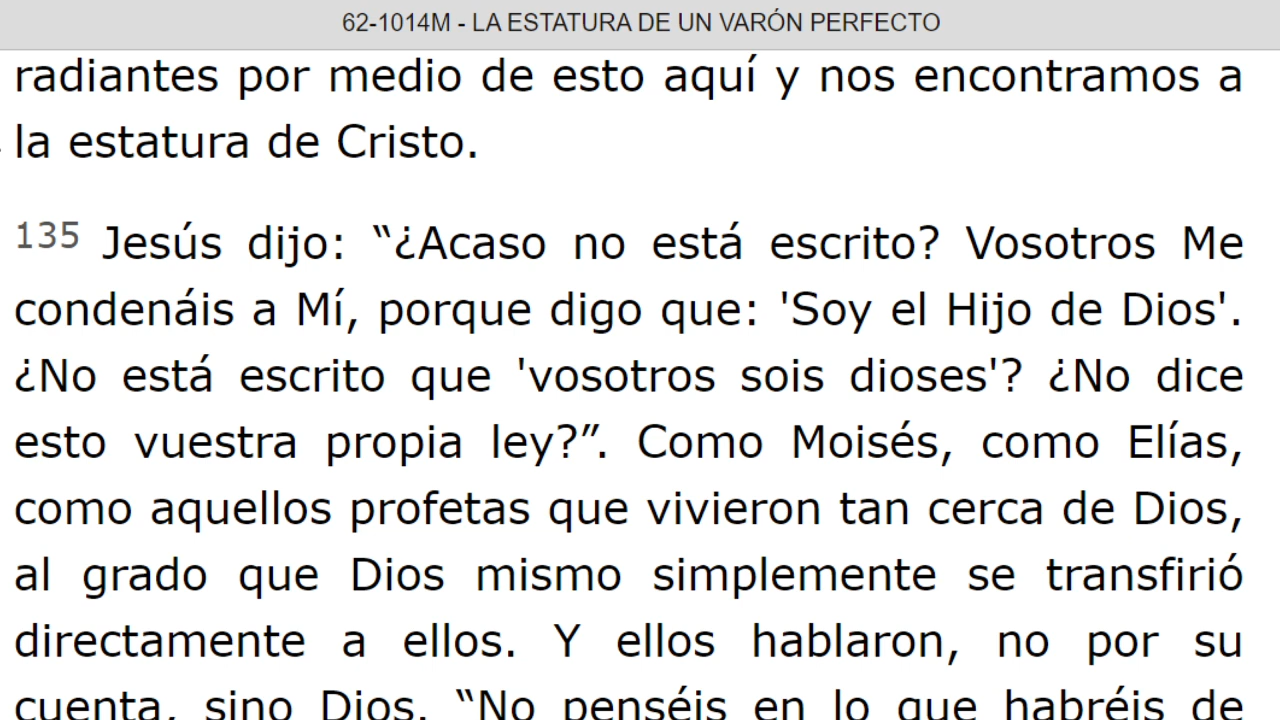 62-1014M - LA ESTATURA DE UN VARÓN PERFECTO
radiantes por medio de esto aquí y nos encontramos a
la estatura de Cristo.
135 Jesús dijo: “¿Acaso no está escrito? Vosotros Me
condenáis a Mí, porque digo que: 'Soy el Hijo de Dios'.
¿No está escrito que 'vosotros sois dioses'? ¿No dice
esto vuestra propia ley?”. Como Moisés, como Elías,
como aquellos profetas que vivieron tan cerca de Dios,
al grado que Dios mismo simplemente se transfirió
directamente a ellos. Y ellos hablaron, no por su
cuenta, sino Dios. “No penséis en lo que habréis de